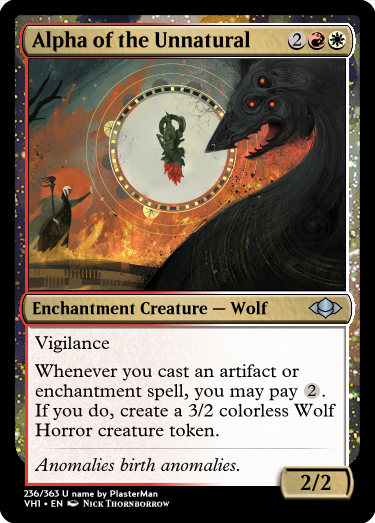 Alpha of the Unnatural 2
Enchantment Creature — Wolf
Vigilance
Whenever you cast an artifact or
enchantment spell, you may pay 2.
If you do, create a 3/2 colorless Wolf
Horror creature token.
Anomalies birth anomalies.
2/2
236/363 U name by PlasterMan
VH1 • EN Nick Thornborrow